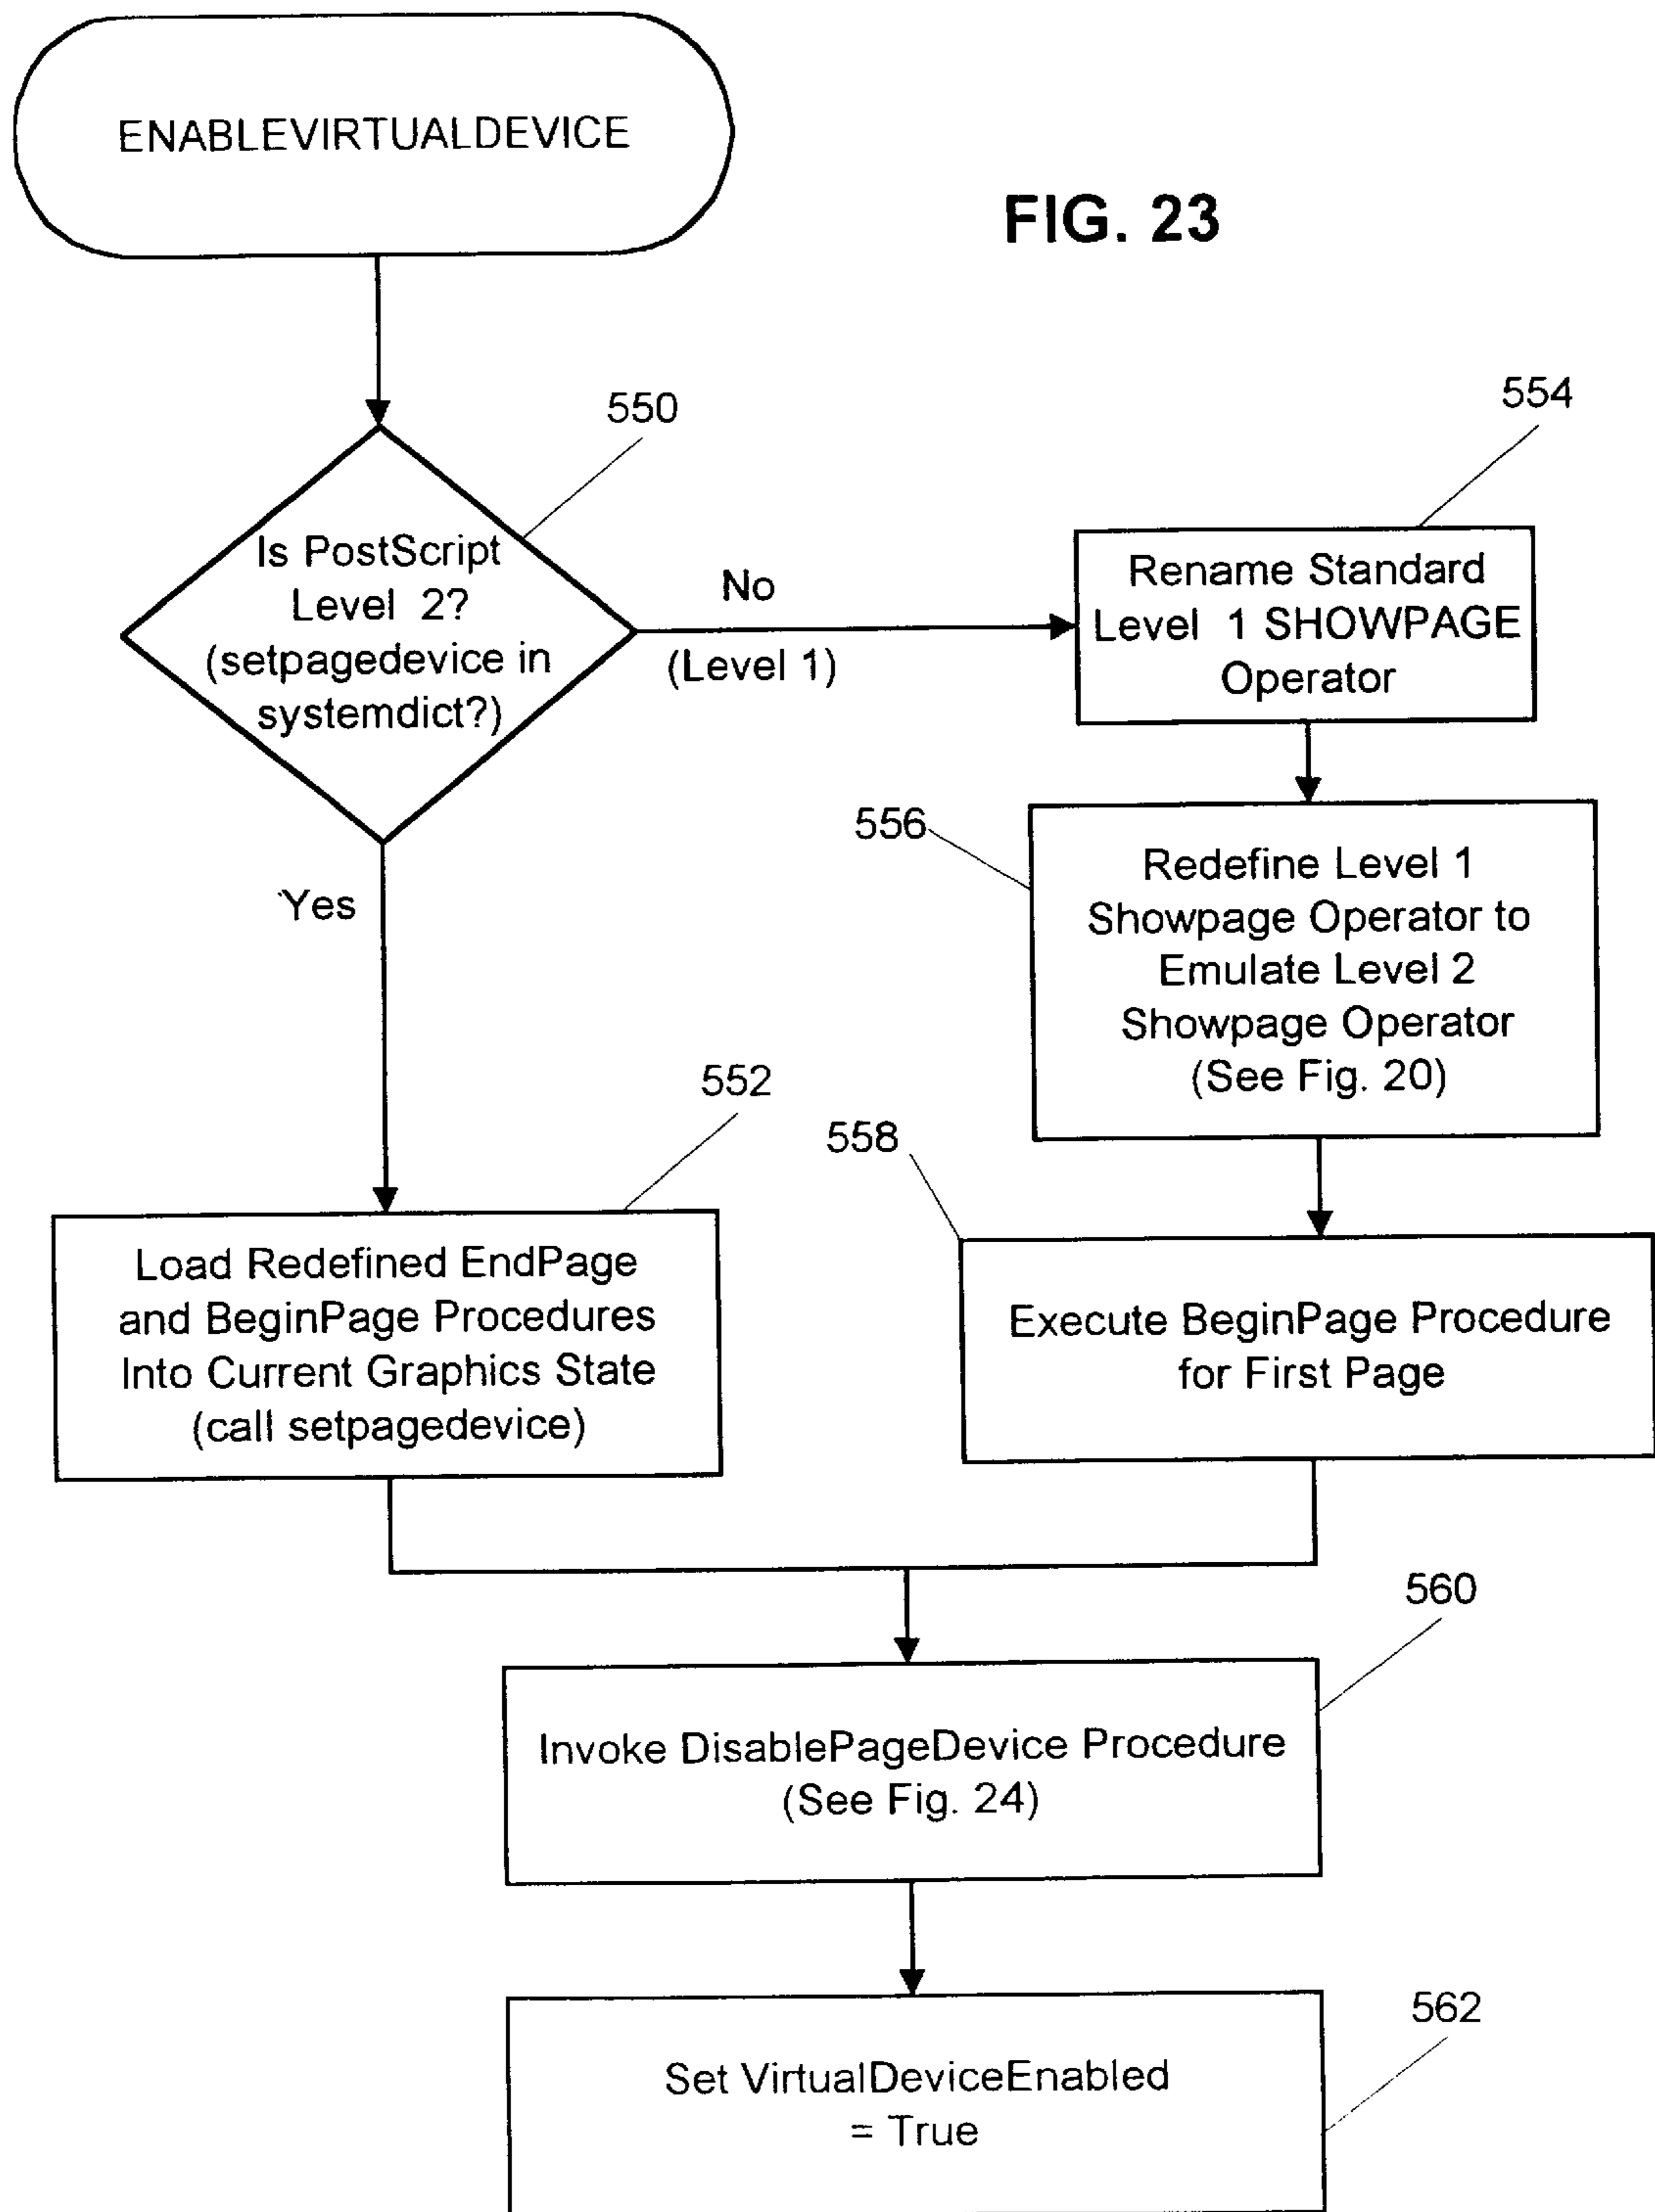 ENABLEVIRTUALDEVICE
FIG. 23
550
Is PostScript
Level 2?
(setpagedevice in
systemdict?)
No
(Level 1)
554
Rename Standard
Level 1 SHOWPAGE
Operator
556
Redefine Level 1
Showpage Operator to
Emulate Level 2
Showpage Operator
(See Fig. 20)
Yes
552
Load Redefined EndPage
and BeginPage Procedures
Into Current Graphics State
(call setpagedevice)
558
Execute BeginPage Procedure
for First Page
560
Invoke DisablePageDevice Procedure
(See Fig. 24)
562
Set VirtualDeviceEnabled
= True